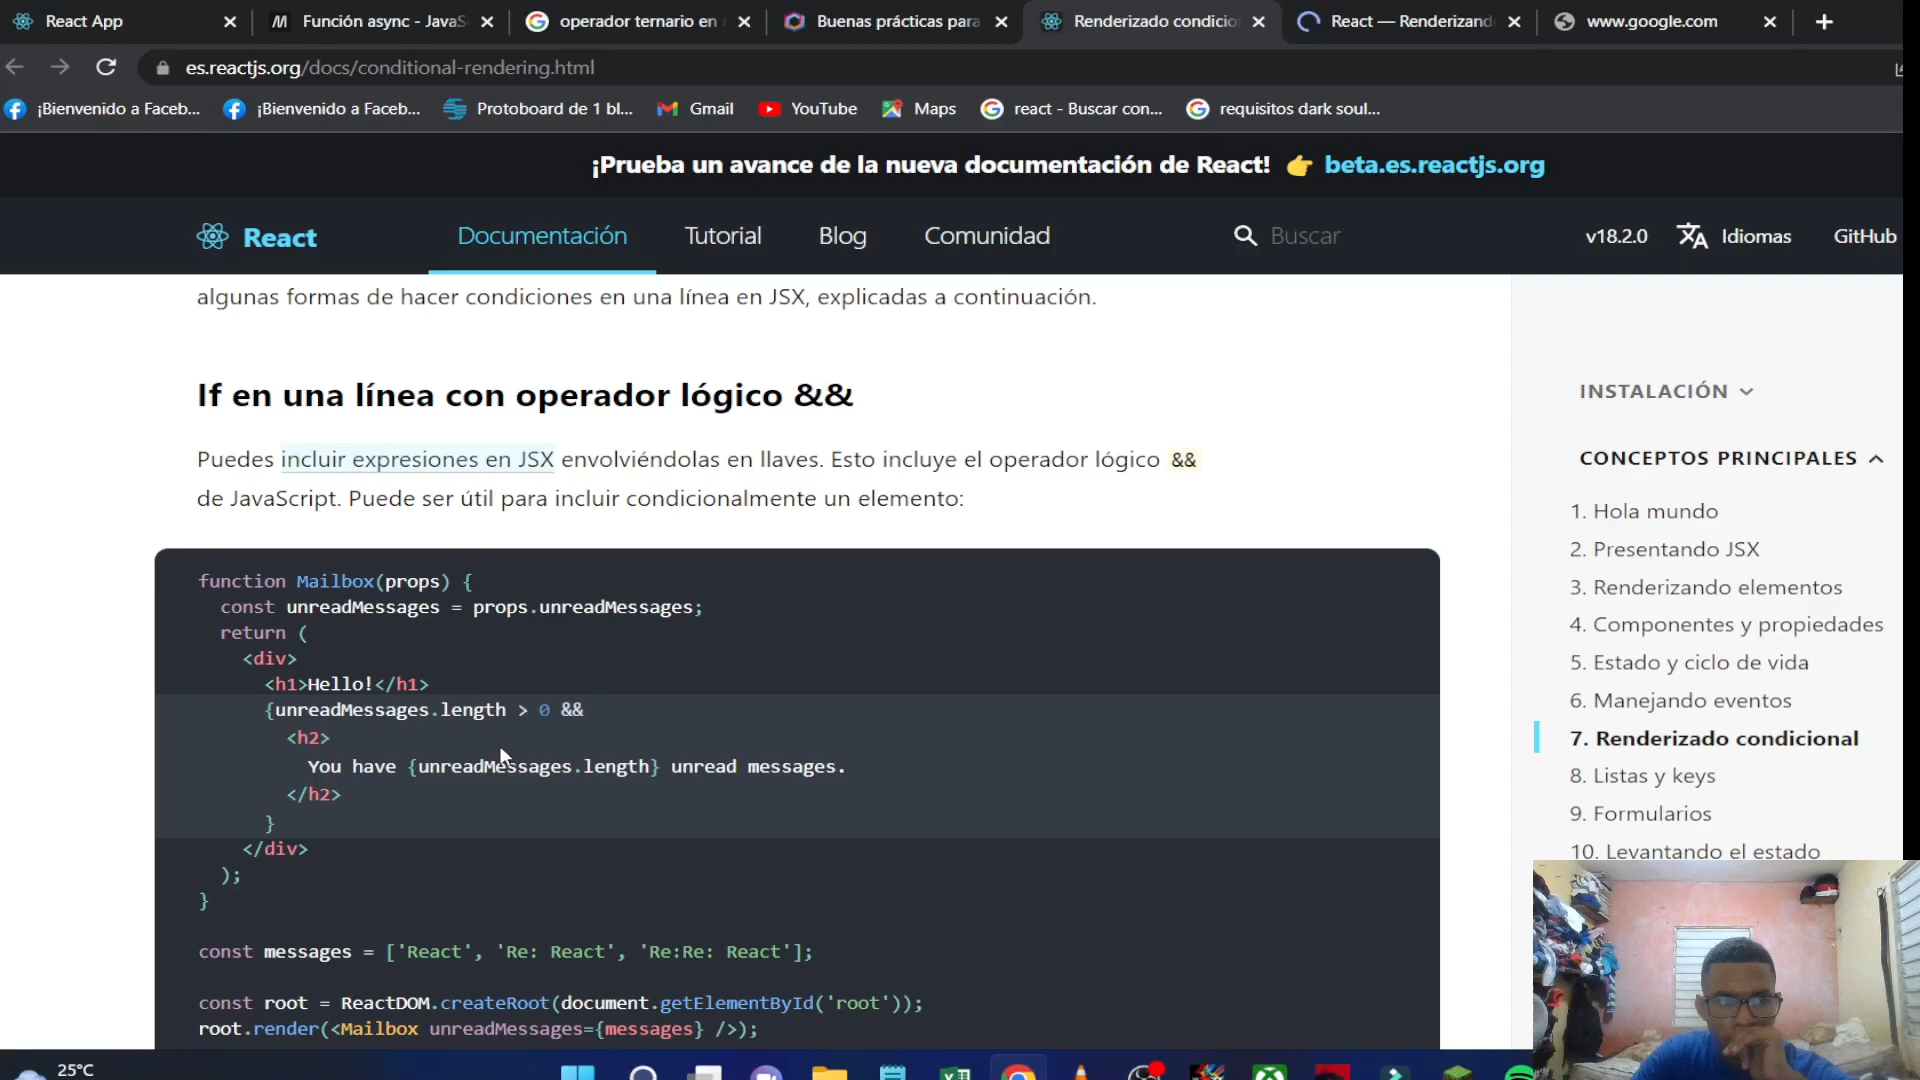 React App
Función async - JavaS
operador ternario en
Buenas prácticas para
Renderizado condicio
React — Renderizand
www.google.com
es.reactjs.org/docs/conditional-rendering.html
¡Bienvenido a Faceb...
¡Bienvenido a Faceb...
Protoboard de 1 bl...
Gmail
YouTube
Maps
react - Buscar con...
requisitos dark soul...
¡Prueba un avance de la nueva documentación de React! 👉 beta.es.reactjs.org
React
Documentación
Tutorial
Blog
Comunidad
Buscar
v18.2.0
Idiomas
GitHub
algunas formas de hacer condiciones en una línea en JSX, explicadas a continuación.
If en una línea con operador lógico &&
Puedes incluir expresiones en JSX envolviéndolas en llaves. Esto incluye el operador lógico &&
de JavaScript. Puede ser útil para incluir condicionalmente un elemento:
function Mailbox(props) {
const unreadMessages = props.unreadMessages;
return (
<div>
<h1>Hello!</h1>
{unreadMessages.length > 0 &&
<h2>
You have {unreadMessages.length} unread messages.
</h2>
}
</div>
);
}
const messages = ['React', 'Re: React', 'Re:Re: React'];
const root = ReactDOM.createRoot(document.getElementById('root'));
root.render(<Mailbox unreadMessages={messages} />);
INSTALACIÓN
CONCEPTOS PRINCIPALES
1. Hola mundo
2. Presentando JSX
3. Renderizando elementos
4. Componentes y propiedades
5. Estado y ciclo de vida
6. Manejando eventos
7. Renderizado condicional
8. Listas y keys
9. Formularios
10. Levantando el estado
25°C